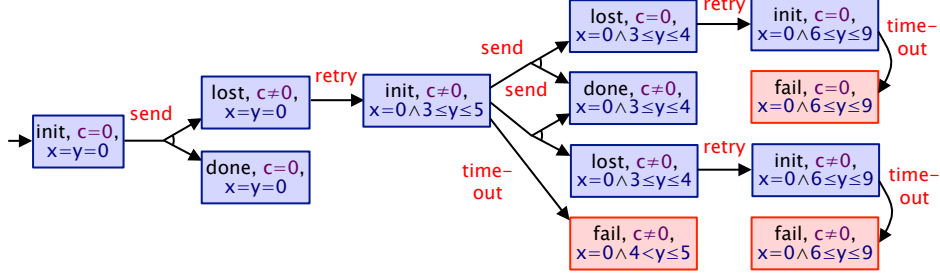 init, c=0,
x=y=0
send
lost, c≠0,
x=y=0
done, c=0,
x=y=0
retry
init, c≠0,
x=0∧3≤y≤5
send
send
time-
out
lost, c=0,
x=0∧3≤y≤4
done, c≠0,
x=0∧3≤y≤4
lost, c≠0,
x=0∧3≤y≤4
fail, c≠0,
x=0∧4<y≤5
retry
init, c=0,
x=0∧6≤y≤9
time-
out
fail, c=0,
x=0∧6≤y≤9
retry
init, c≠0,
x=0∧6≤y≤9
time-
out
fail, c≠0,
x=0∧6≤y≤9